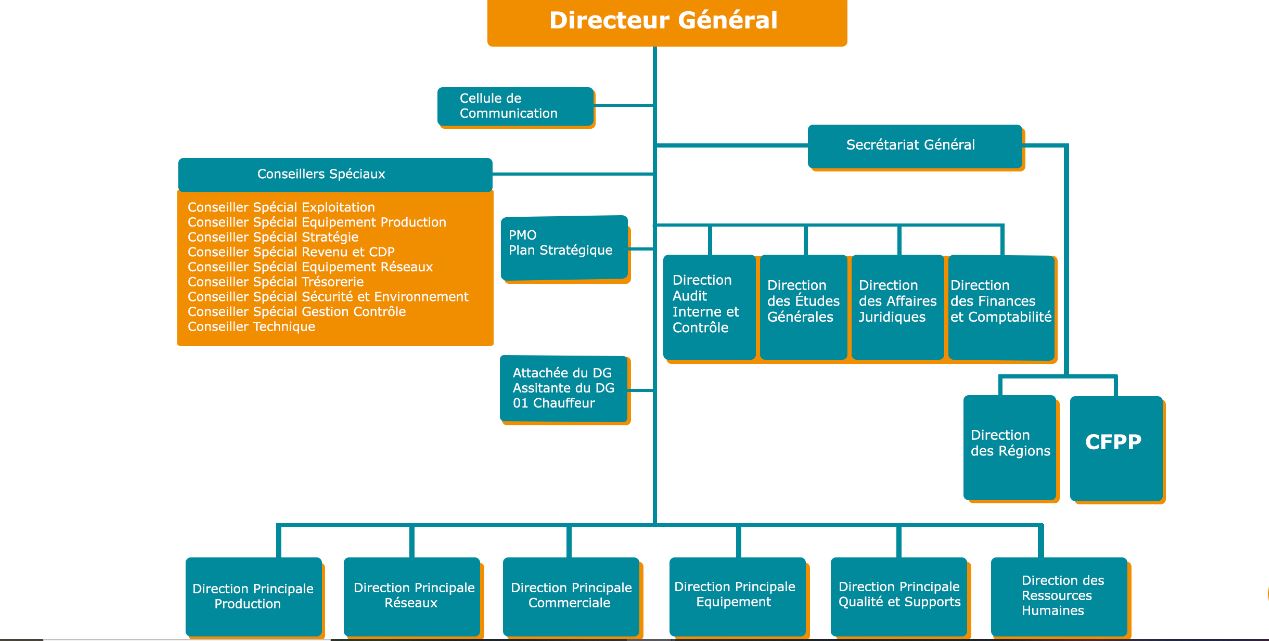 Directeur Général
Cellule de
Communication
Secrétariat Général
Conseillers Spéciaux
Conseiller Spécial Exploitation
Conseiller Spécial Equipement Production
Conseiller Spécial Stratégie
Conseiller Spécial Revenu et CDP
Conseiller Spécial Equipement Réseaux
Conseiller Spécial Trésorerie
Conseiller Spécial Sécurité et Environnement
Conseiller Spécial Gestion Contrôle
Conseiller Technique
PMO
Plan Stratégique
Direction
Audit
Interne et
Contrôle
Direction
des Études
Générales
Direction
des Affaires
Juridiques
Direction
des Finances
et Comptabilité
Attachée du DG
Assitante du DG
01 Chauffeur
Direction
des Régions
CFPP
Direction Principale
Production
Direction Principale
Réseaux
Direction Principale
Commerciale
Direction Principale
Equipement
Direction Principale
Qualité et Supports
Direction des
Ressources
Humaines